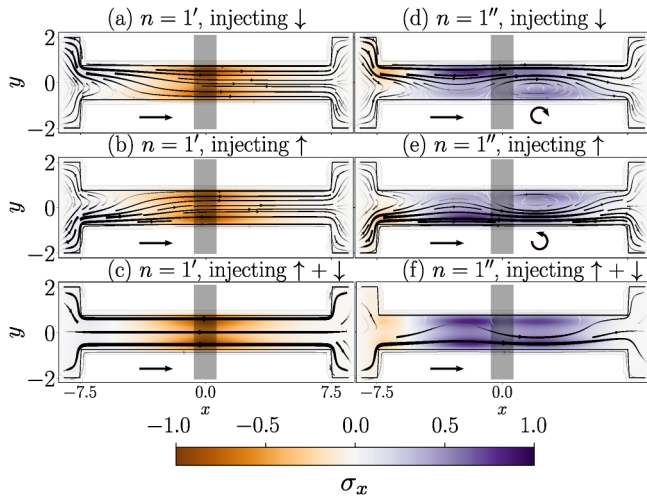 (a) n = 1′, injecting ↓ (d) n = 1″, injecting ↓
2
y 0
−2
(b) n = 1′, injecting ↑ (e) n = 1″, injecting ↑
2
y 0
−2
(c) n = 1′, injecting ↑ + ↓ (f) n = 1″, injecting ↑ + ↓
2
y 0
−2
−7.5 0.0 7.5 −7.5 0.0
x x
−1.0 −0.5 0.0 0.5 1.0
σx